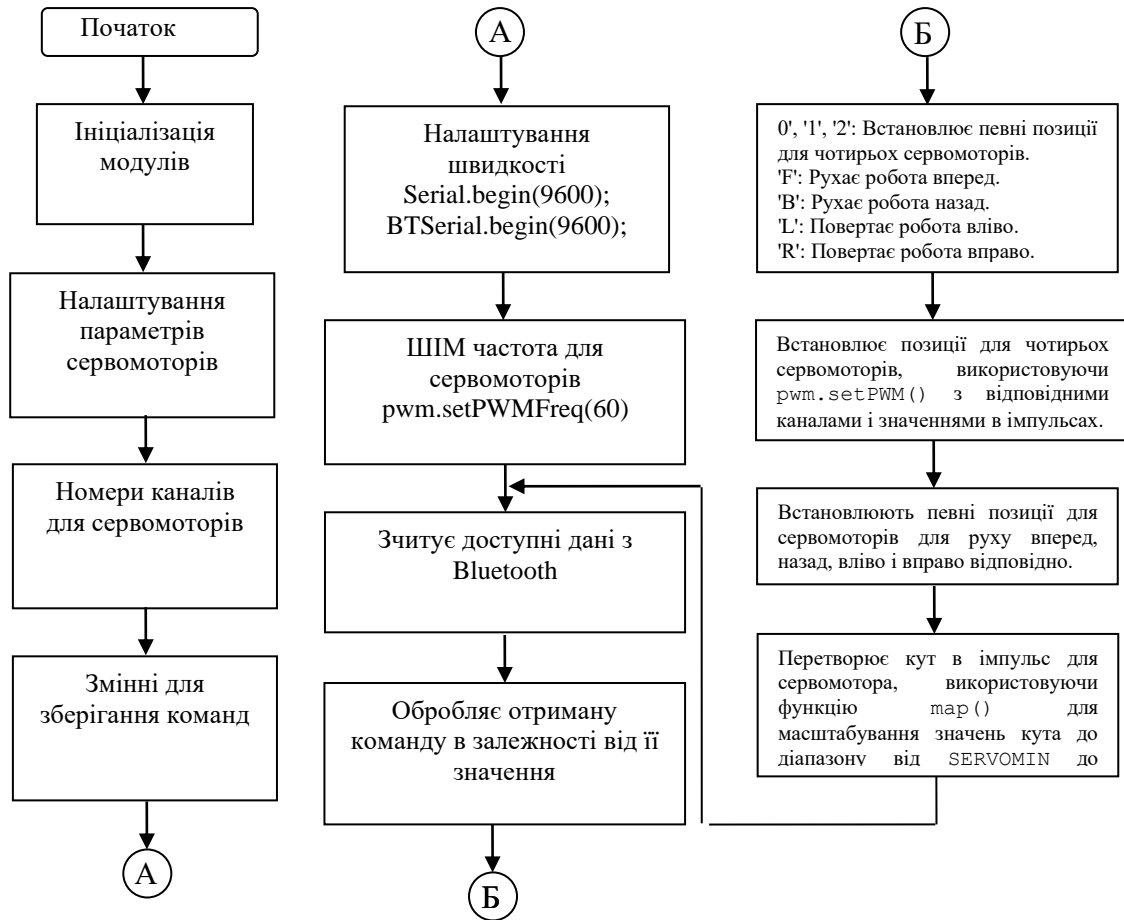 Початок
Ініціалізація
модулів
Налаштування
параметрів
сервомоторів
Номери каналів
для сервомоторів
Змінні для
зберігання команд
А
А
Налаштування
швидкості
Serial.begin(9600);
BTSerial.begin(9600);
ШІМ частота для
сервомоторів
pwm.setPWMFreq(60)
Зчитує доступні дані з
Bluetooth
Обробляє отриману
команду в залежності від її
значення
Б
Б
0', '1', '2': Встановлює певні позиції
для чотирьох сервомоторів.
'F': Рухає робота вперед.
'B': Рухає робота назад.
'L': Повертає робота вліво.
'R': Повертає робота вправо.
Встановлює позиції для чотирьох
сервомоторів, використовуючи
pwm.setPWM() з відповідними
каналами і значеннями в імпульсах.
Встановлюють певні позиції для
сервомоторів для руху вперед,
назад, вліво і вправо відповідно.
Перетворює кут в імпульс для
сервомотора, використовуючи
функцію map() для
масштабування значень кута до
діапазону від SERVOMIN до